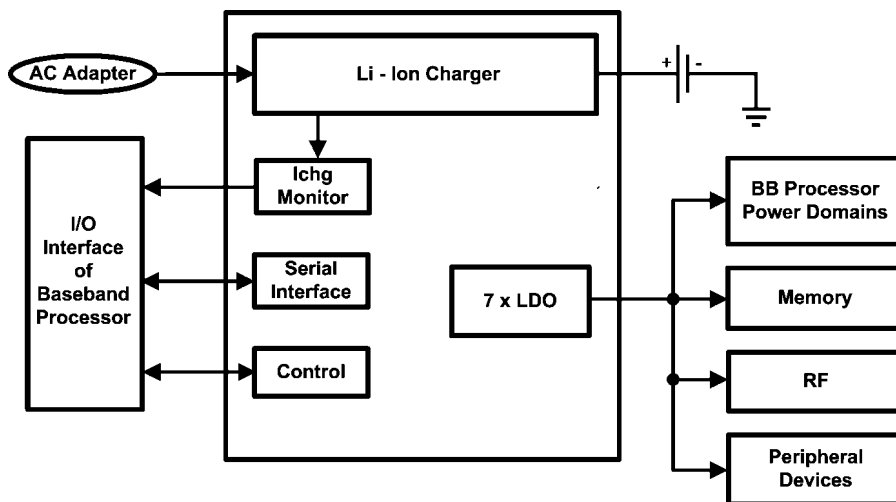 AC Adapter
Li - Ion Charger
+
-
Ichg
Monitor
I/O
Interface
of
Baseband
Processor
Serial
Interface
Control
7 x LDO
BB Processor
Power Domains
Memory
RF
Peripheral
Devices